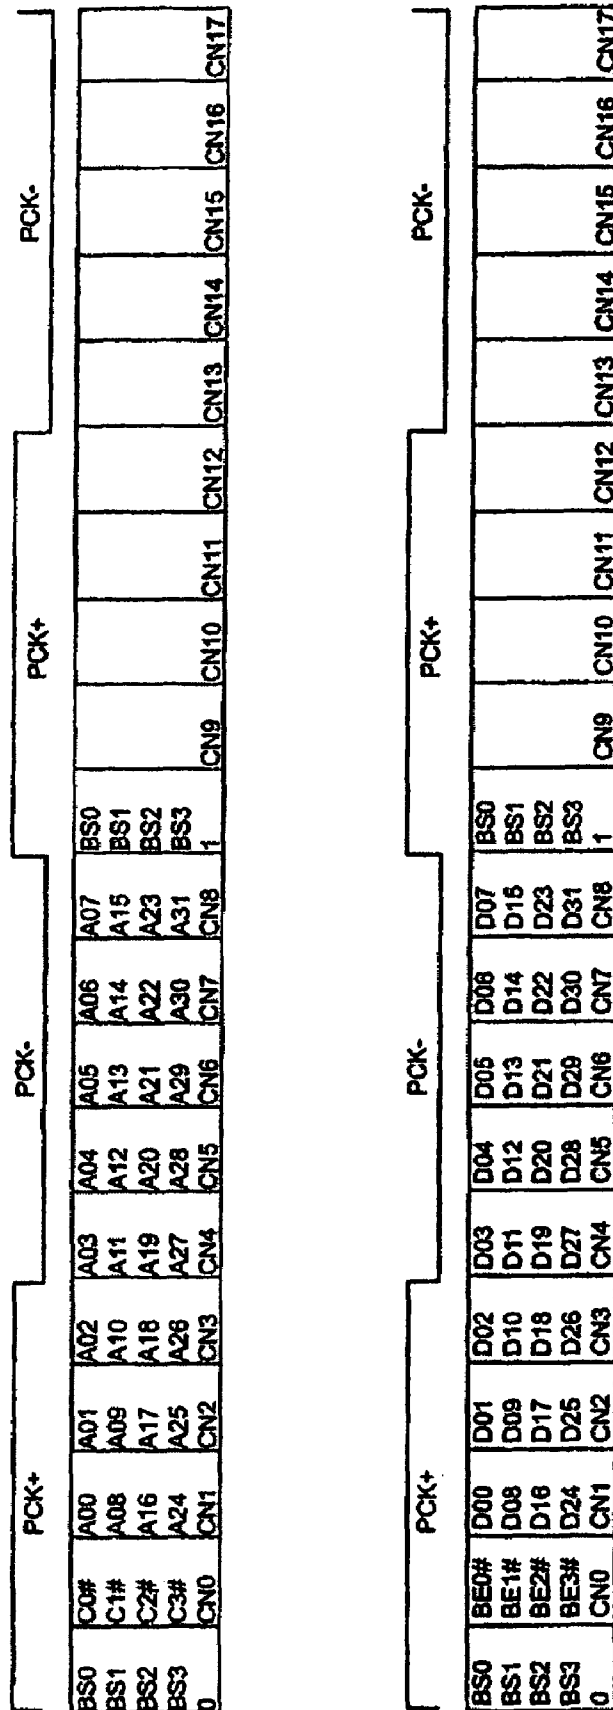 PCK+ PCK- PCK+ PCK-
BS0 C0# A00 A01 A02 A03 A04 A05 A06 A07 BS0
BS1 C1# A08 A09 A10 A11 A12 A13 A14 A15 BS1
BS2 C2# A16 A17 A18 A19 A20 A21 A22 A23 BS2
BS3 C3# A24 A25 A26 A27 A28 A29 A30 A31 BS3
0 CN0 CN1 CN2 CN3 CN4 CN5 CN6 CN7 CN8 1 CN9 CN10 CN11 CN12 CN13 CN14 CN15 CN16 CN17
PCK+ PCK- PCK+ PCK-
BS0 BE0# D00 D01 D02 D03 D04 D05 D06 D07 BS0
BS1 BE1# D08 D09 D10 D11 D12 D13 D14 D15 BS1
BS2 BE2# D16 D17 D18 D19 D20 D21 D22 D23 BS2
BS3 BE3# D24 D25 D26 D27 D28 D29 D30 D31 BS3
0 CN0 CN1 CN2 CN3 CN4 CN5 CN6 CN7 CN8 1 CN9 CN10 CN11 CN12 CN13 CN14 CN15 CN16 CN17